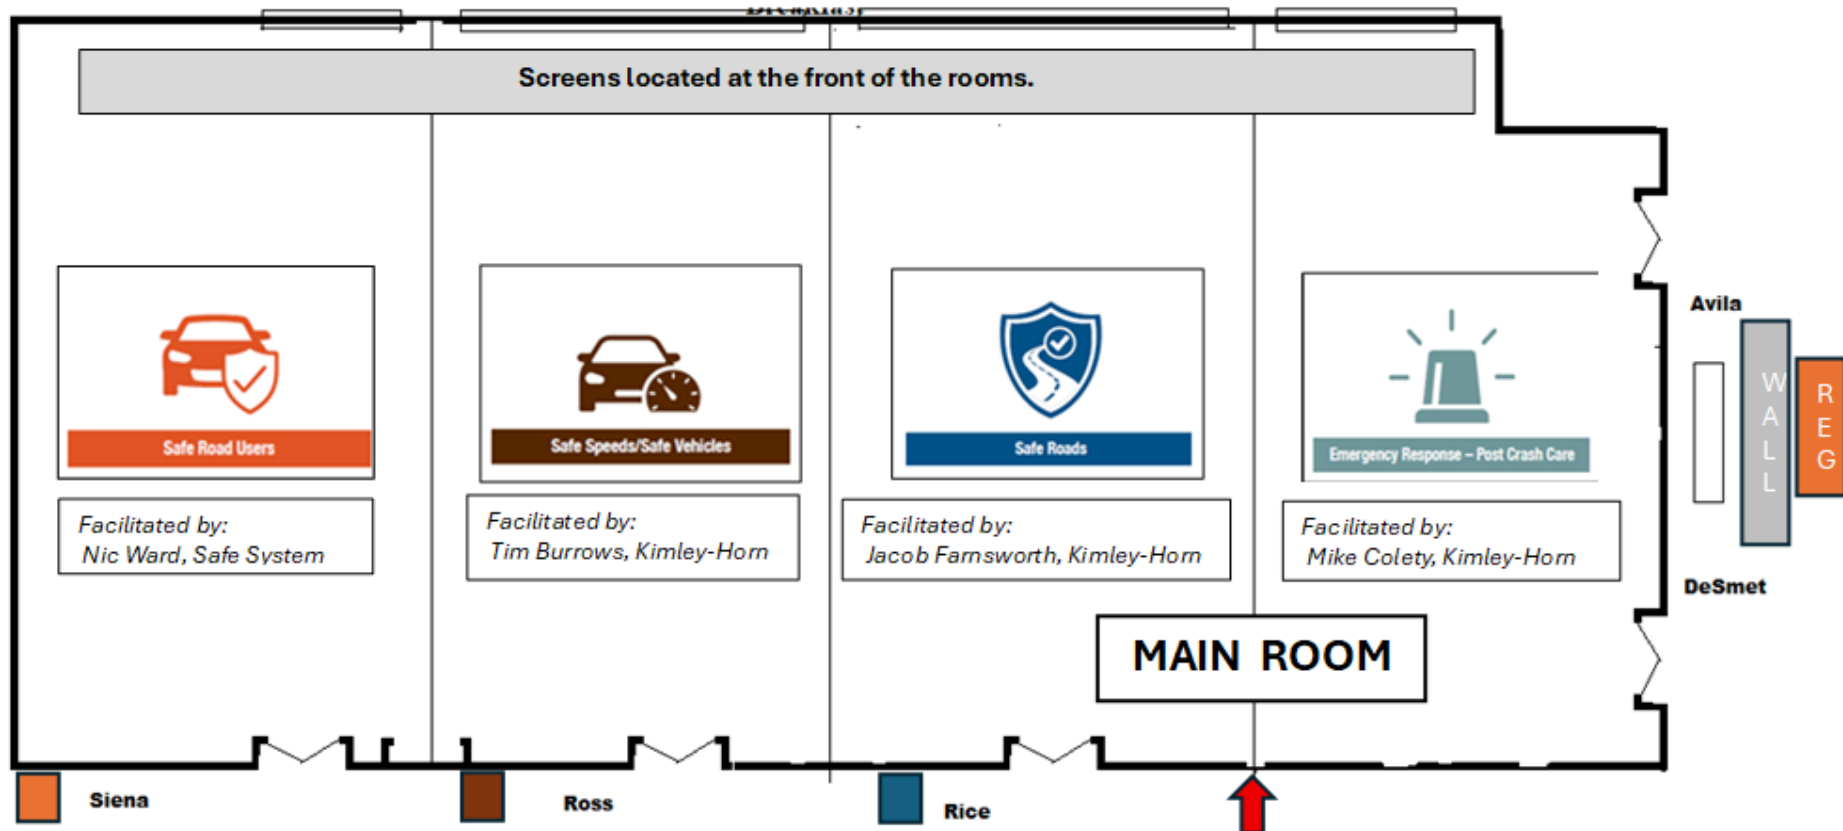 Screens located at the front of the rooms.
Safe Road Users
Safe Speeds/Safe Vehicles
Safe Roads
Emergency Response – Post Crash Care
Facilitated by:
Nic Ward, Safe System
Facilitated by:
Tim Burrows, Kimley-Horn
Facilitated by:
Jacob Farnsworth, Kimley-Horn
Facilitated by:
Mike Colety, Kimley-Horn
Avila
WALL
REG
DeSmet
MAIN ROOM
Siena
Ross
Rice